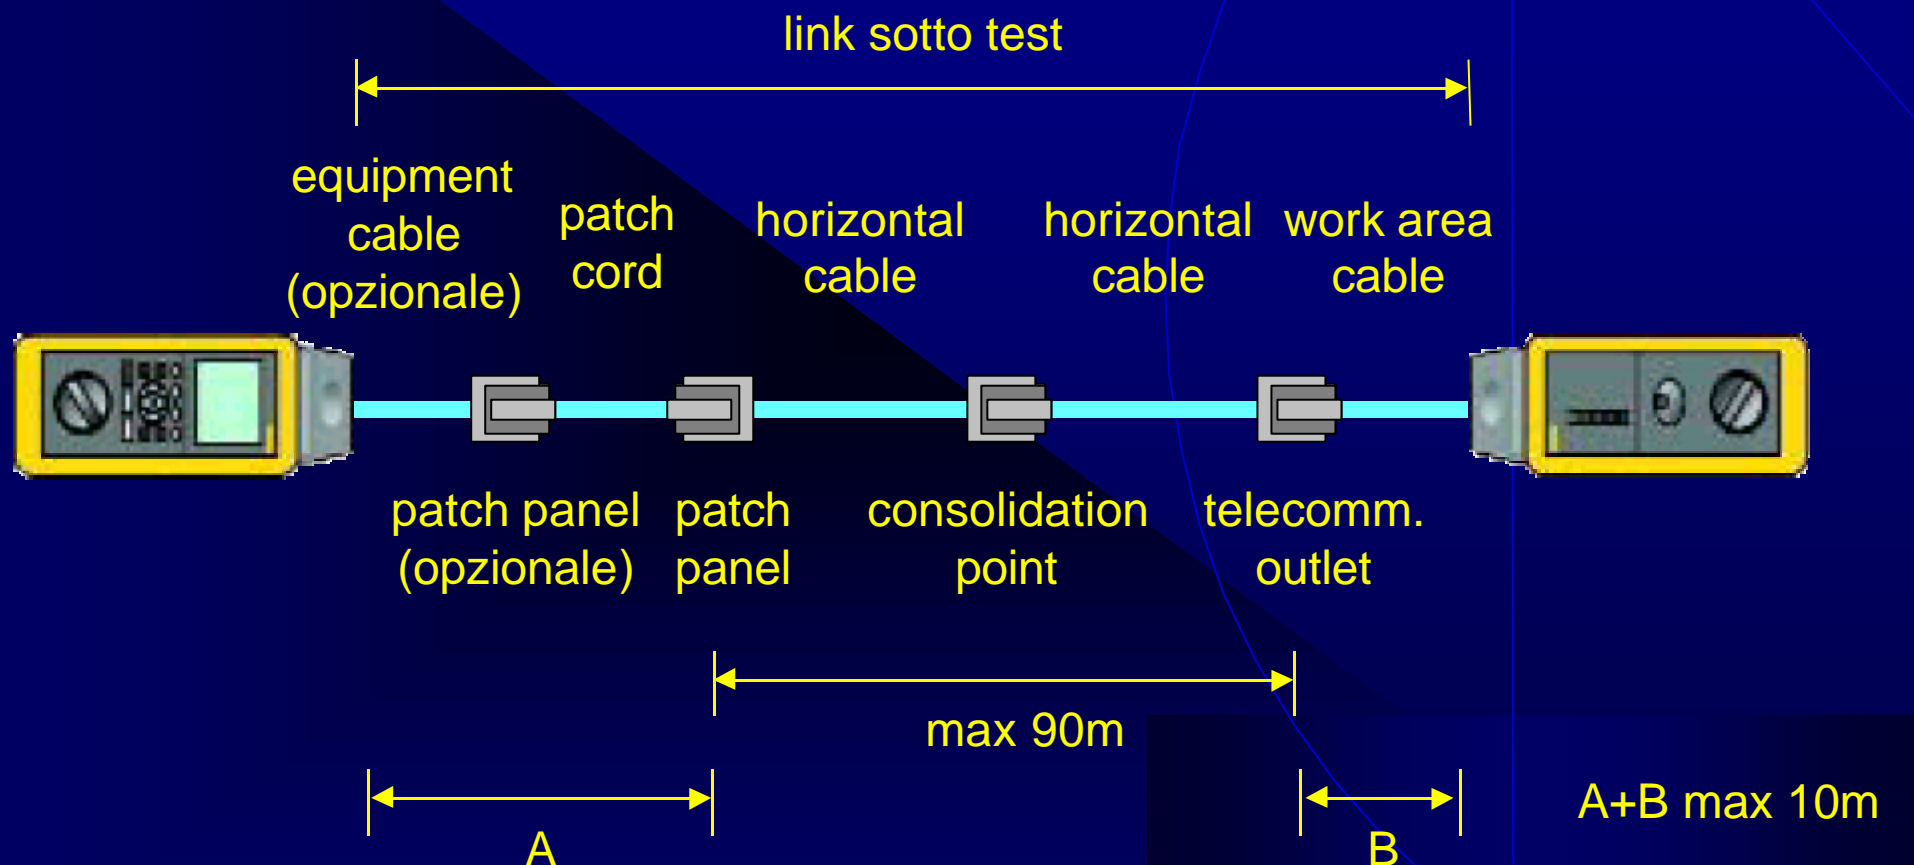 link sotto test
equipment
cable
(opzionale)
patch
cord
horizontal
cable
horizontal
cable
work area
cable
patch panel
(opzionale)
patch
panel
consolidation
point
telecomm.
outlet
max 90m
A
B
A+B max 10m